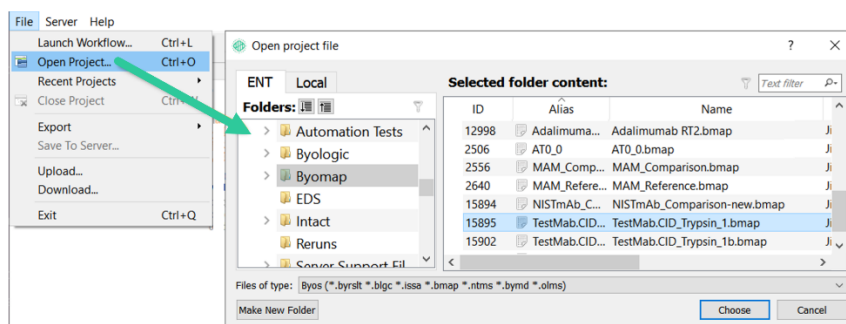 File Server Help
Launch Workflow... Ctrl+L
Open Project... Ctrl+O
Recent Projects
Close Project
Export
Save To Server...
Upload...
Download...
Exit Ctrl+Q
Open project file ? ×
ENT Local
Folders:
Automation Tests
Byologic
Byomap
EDS
Intact
Reruns
Server Support Fil
Selected folder content:
Text filter
ID Alias Name
12998 Adalimuma... Adalimumab RT2.bmap
2506 AT0_0 AT0_0.bmap
2556 MAM_Comp... MAM_Comparison.bmap
2640 MAM_Refere... MAM_Reference.bmap
15894 NISTmAb_C... NISTmAb_Comparison-new.bmap
15895 TestMab.CID... TestMab.CID_Trypsin_1.bmap
15902 TestMab.CID... TestMab.CID_Trypsin_1b.bmap
Files of type: Byos (*.byrslt *.blgc *.issa *.bmap *.ntms *.bymd *.olms)
Make New Folder Choose Cancel